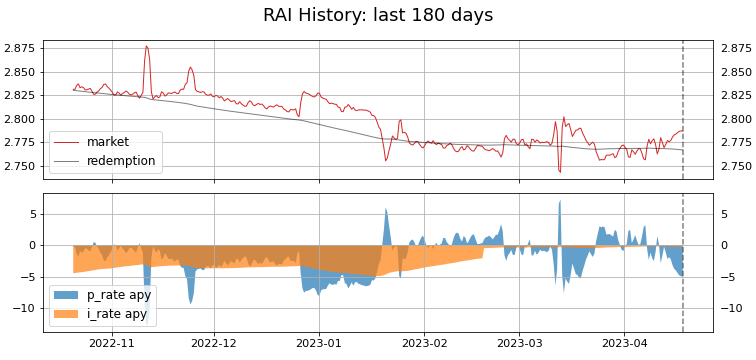 RAI History: last 180 days
2.875 2.875
2.850 2.850
2.825 2.825
2.800 2.800
2.775 2.775
2.750 2.750
market
redemption
5 5
0 0
−5 −5
−10 −10
p_rate apy
i_rate apy
2022-11 2022-12 2023-01 2023-02 2023-03 2023-04